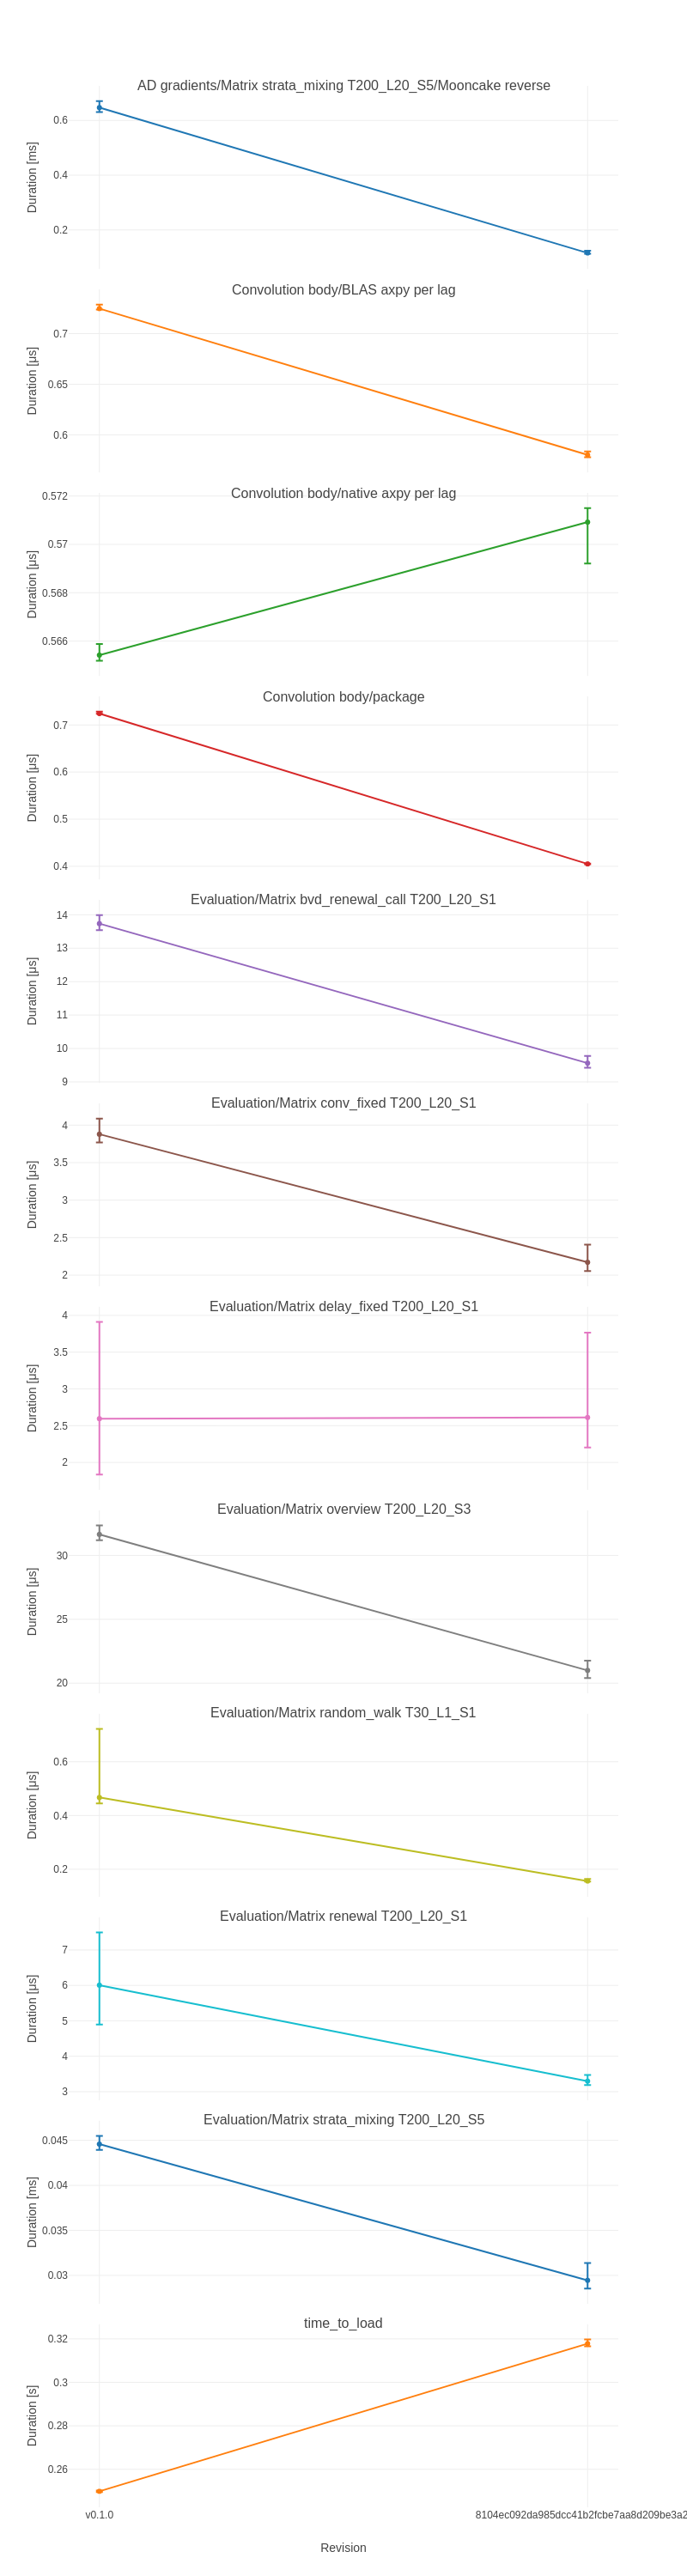 AD gradients/Matrix strata_mixing T200_L20_S5/Mooncake reverse
Duration [ms]
0.6
0.4
0.2
Convolution body/BLAS axpy per lag
Duration [μs]
0.7
0.65
0.6
Convolution body/native axpy per lag
Duration [μs]
0.572
0.57
0.568
0.566
Convolution body/package
Duration [μs]
0.7
0.6
0.5
0.4
Evaluation/Matrix bvd_renewal_call T200_L20_S1
Duration [μs]
14
13
12
11
10
9
Evaluation/Matrix conv_fixed T200_L20_S1
Duration [μs]
4
3.5
3
2.5
2
Evaluation/Matrix delay_fixed T200_L20_S1
Duration [μs]
4
3.5
3
2.5
2
Evaluation/Matrix overview T200_L20_S3
Duration [μs]
30
25
20
Evaluation/Matrix random_walk T30_L1_S1
Duration [μs]
0.6
0.4
0.2
Evaluation/Matrix renewal T200_L20_S1
Duration [μs]
7
6
5
4
3
Evaluation/Matrix strata_mixing T200_L20_S5
Duration [ms]
0.045
0.04
0.035
0.03
time_to_load
Duration [s]
0.32
0.3
0.28
0.26
v0.1.0
8104ec092da985dcc41b2fcbe7aa8d209be3a2
Revision